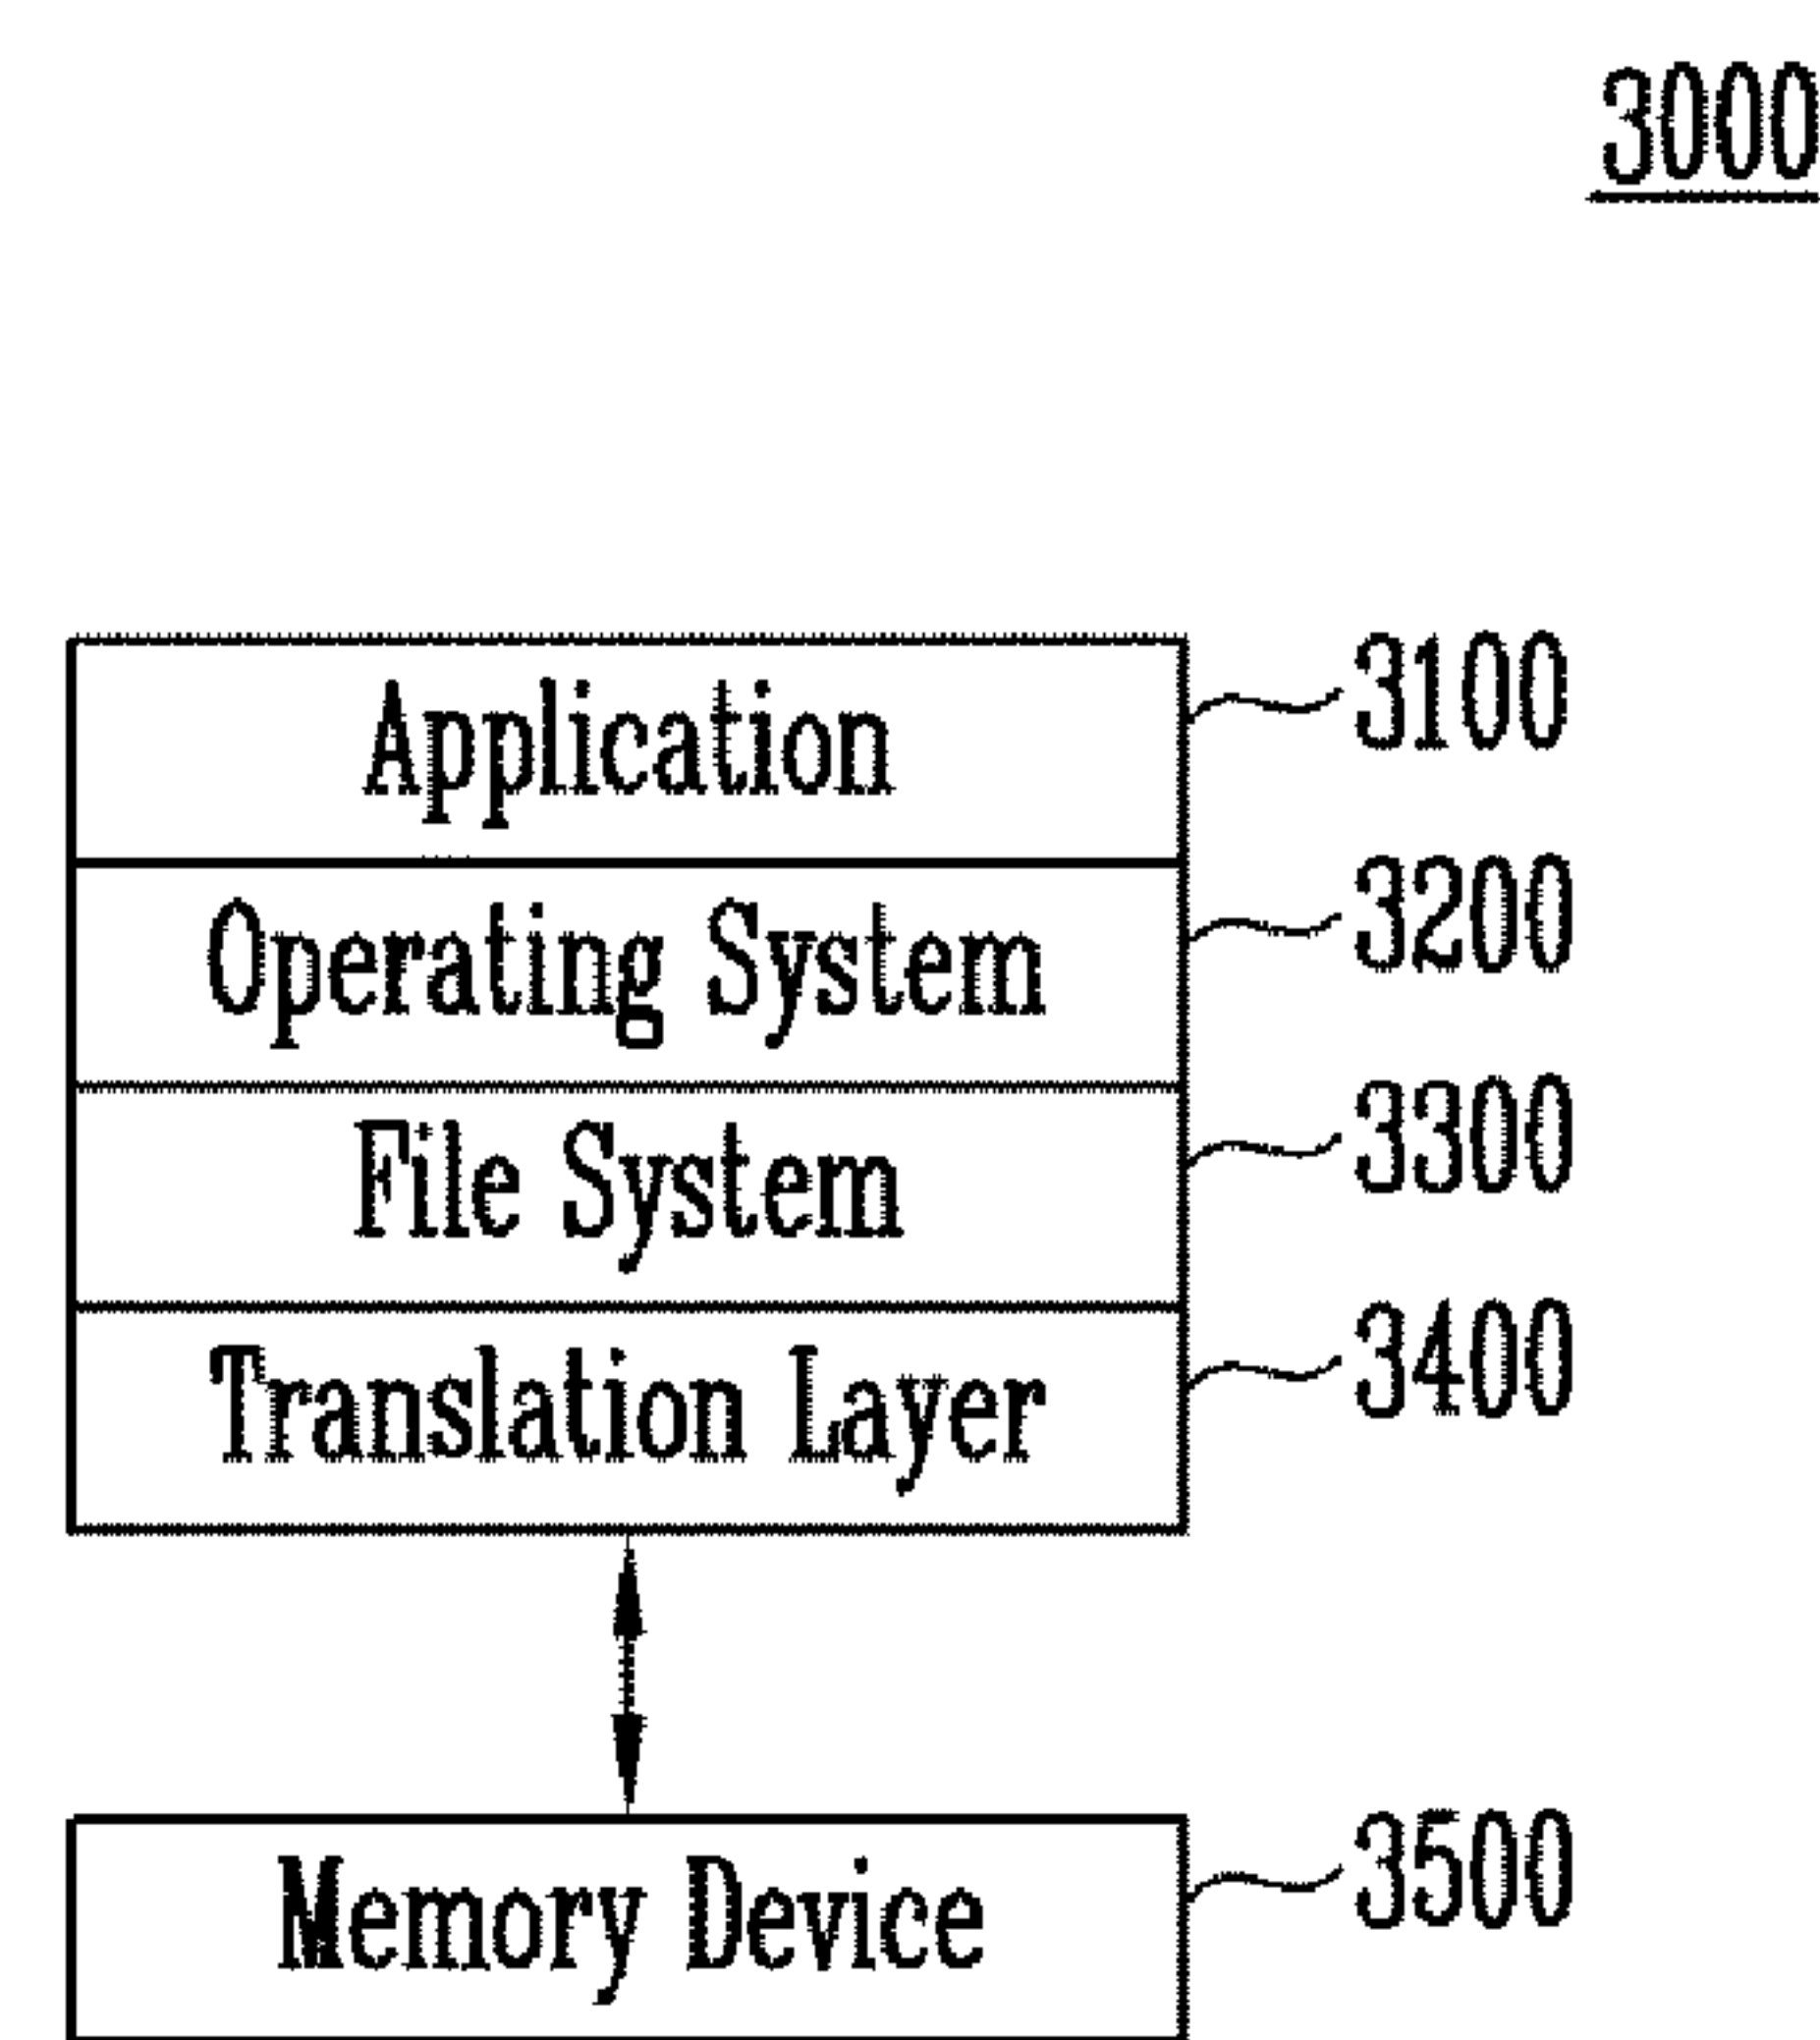 3000
Application 3100
Operating System 3200
File System 3300
Translation Layer 3400
Memory Device 3500